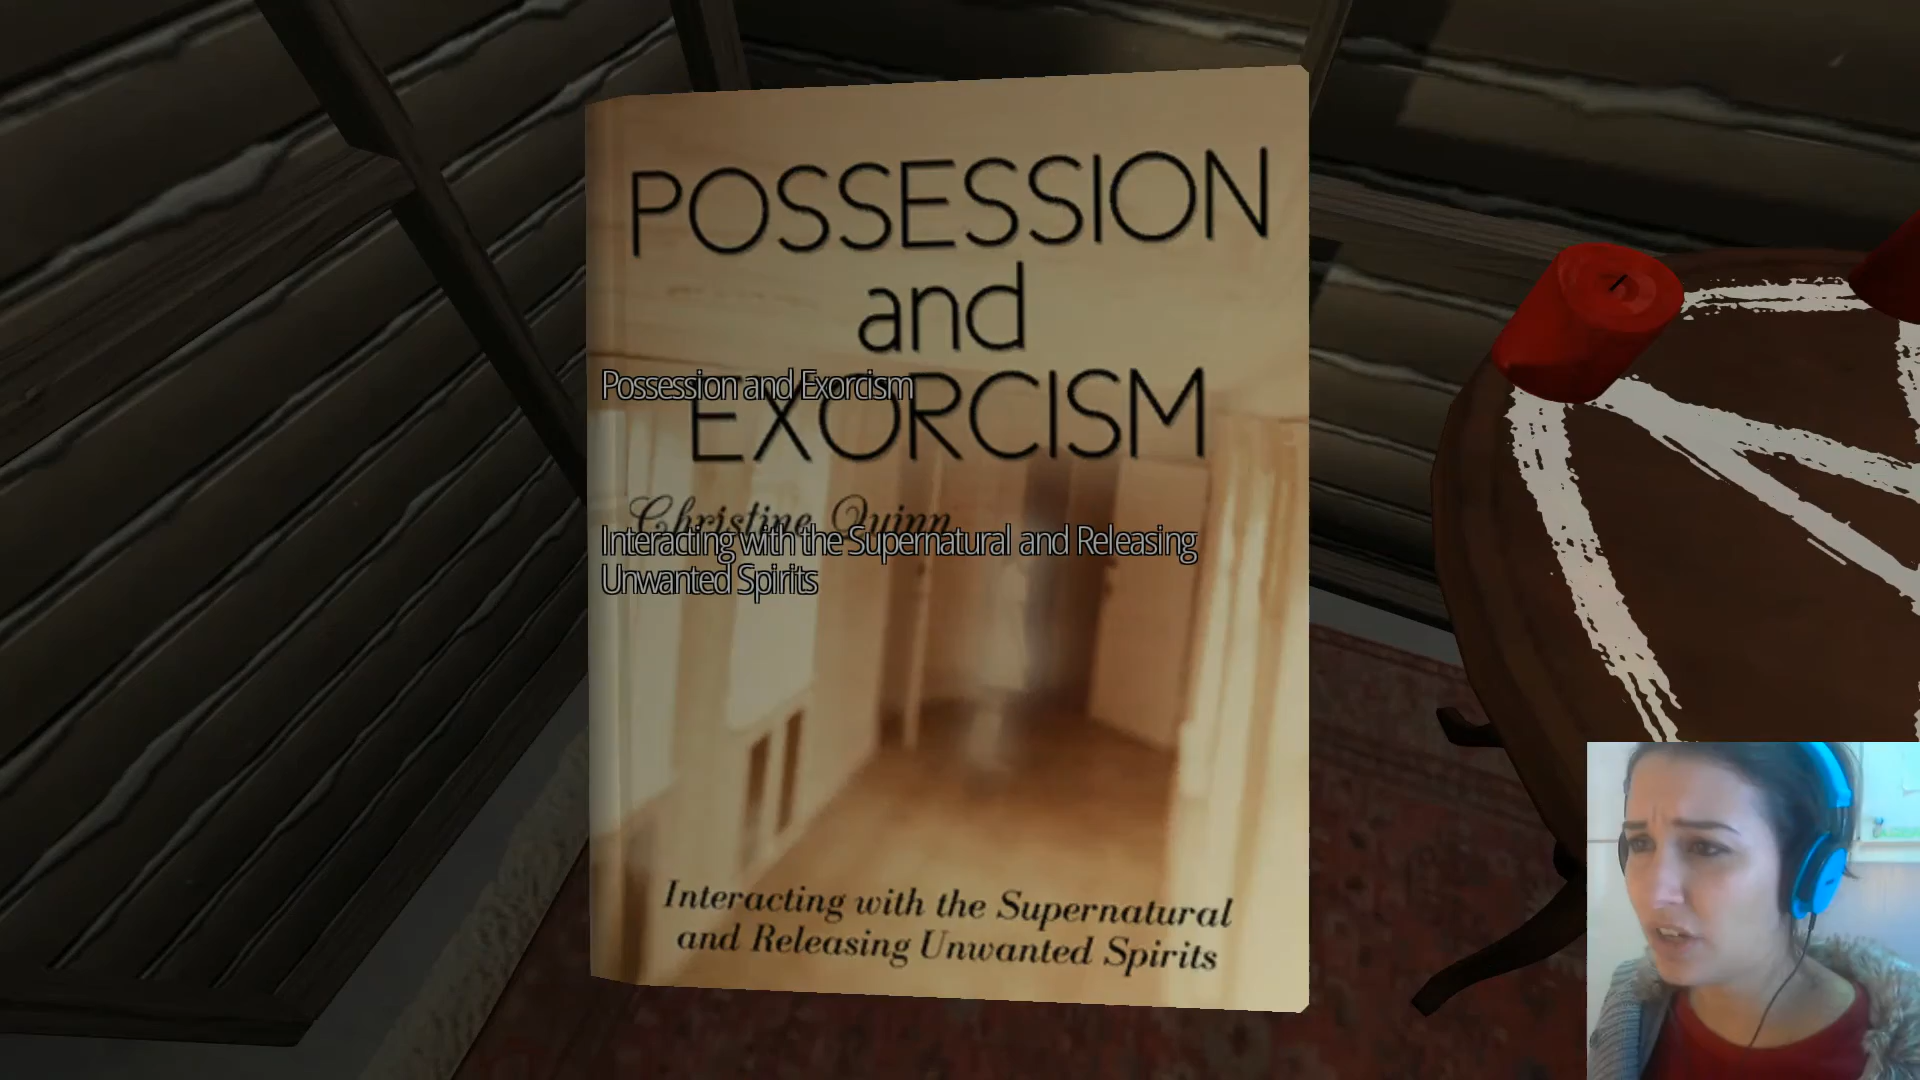 POSSESSION
and
Possession and Exorcism
EXORCISM
Christine Quinn
Interacting with the Supernatural and Releasing
Unwanted Spirits
Interacting with the Supernatural
and Releasing Unwanted Spirits